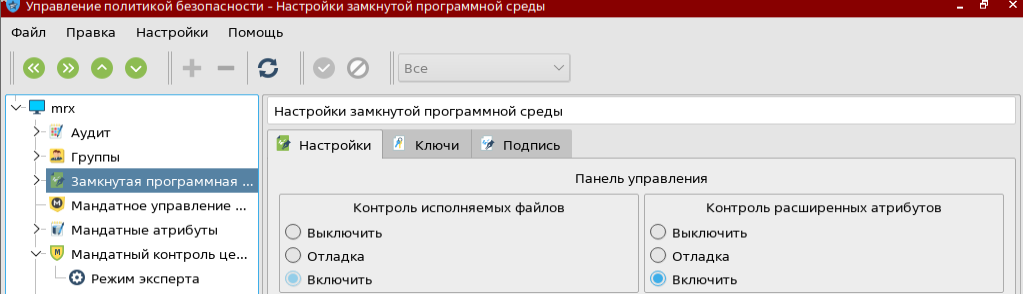 Управление политикой безопасности – Настройки замкнутой программной среды
Файл Правка Настройки Помощь
Все
mrx
Аудит
Группы
Замкнутая программная ...
Мандатное управление ...
Мандатные атрибуты
Мандатный контроль це...
Режим эксперта
Настройки замкнутой программной среды
Настройки Ключи Подпись
Панель управления
Контроль исполняемых файлов
Выключить
Отладка
Включить
Контроль расширенных атрибутов
Выключить
Отладка
Включить